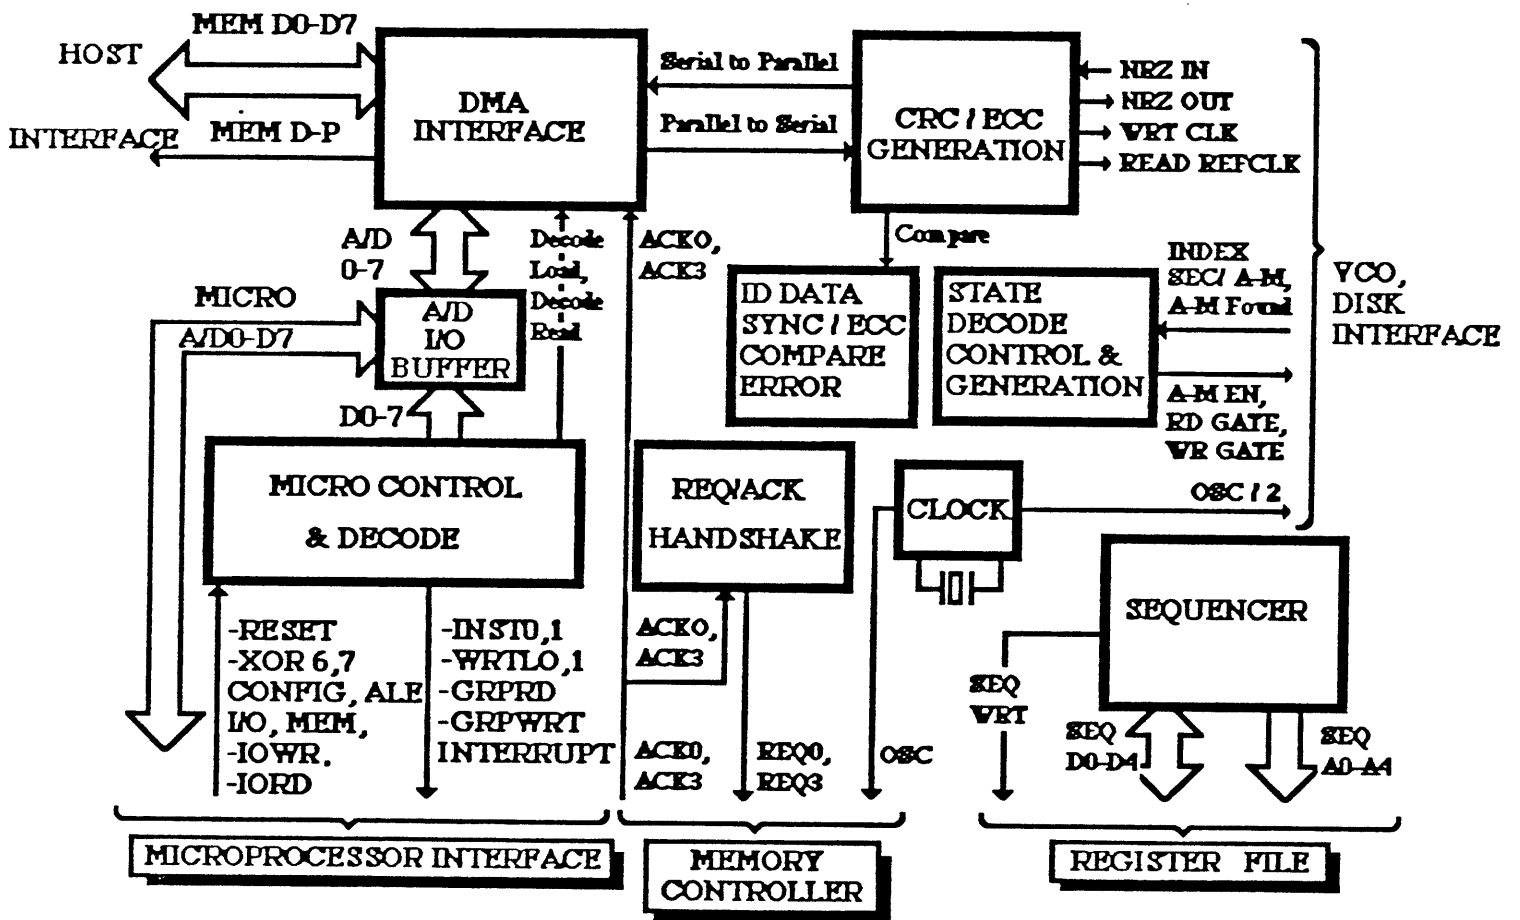 MEM D0-D7
HOST
INTERFACE
MEM D-P
DMA
INTERFACE
Serial to Parallel
Parallel to Serial
CRC / ECC
GENERATION
NRZ IN
NRZ OUT
WRT CLK
READ REFCLK
A/D
0-7
Decode
Load,
Decode
Read
ACK0,
ACK3
Compare
ID DATA
SYNC / ECC
COMPARE
ERROR
STATE
DECODE
CONTROL &
GENERATION
INDEX
SEC/ A-M,
A-M Found
A-M EN,
RD GATE,
WR GATE
VCO,
DISK
INTERFACE
MICRO
A/D0-D7
A/D
I/O
BUFFER
D0-7
MICRO CONTROL
& DECODE
REQ/ACK
HANDSHAKE
CLOCK
OSC / 2
SEQUENCER
-RESET
-XOR 6,7
CONFIG, ALE
I/O, MEM,
-IOWR.
-IORD
-INST0,1
-WRTLO,1
-GRPRD
-GRPWRT
INTERRUPT
ACK0,
ACK3
ACK0,
ACK3
REQ0,
REQ3
OSC
SEQ
WRT
SEQ
D0-D4
SEQ
A0-A4
MICROPROCESSOR INTERFACE
MEMORY
CONTROLLER
REGISTER FILE